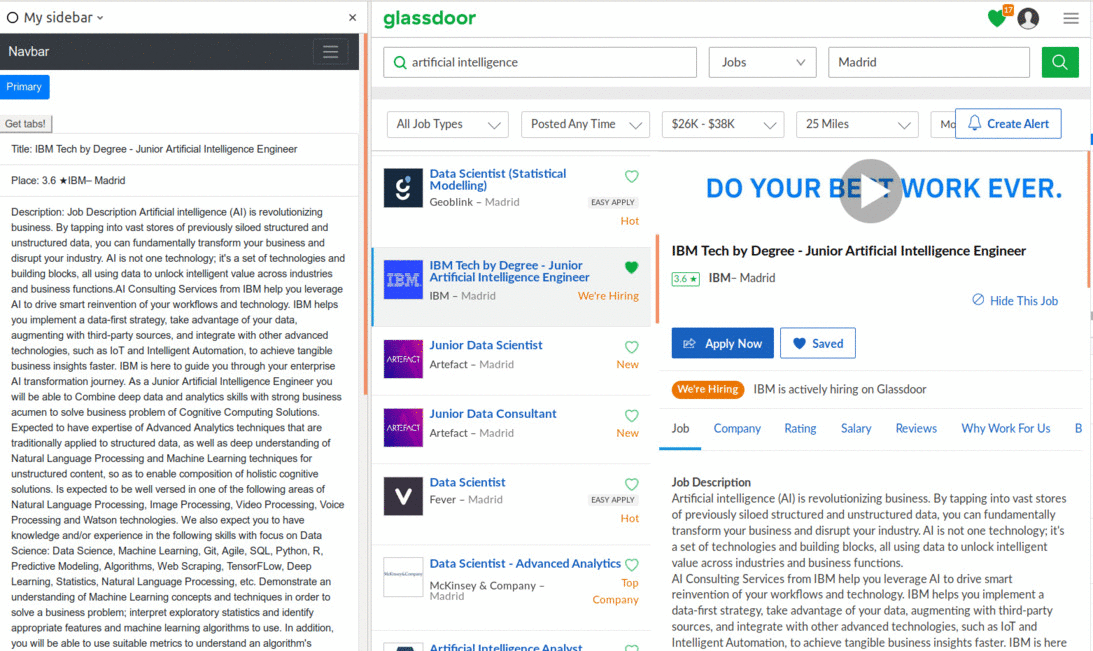 My sidebar
Navbar
Primary
Get tabs!
Title: IBM Tech by Degree - Junior Artificial Intelligence Engineer
Place: 3.6 ★IBM– Madrid
Description: Job Description Artificial intelligence (AI) is revolutionizing
business. By tapping into vast stores of previously siloed structured and
unstructured data, you can fundamentally transform your business and
disrupt your industry. AI is not one technology; it's a set of technologies and
building blocks, all using data to unlock intelligent value across industries
and business functions.AI Consulting Services from IBM help you leverage
AI to drive smart reinvention of your workflows and technology. IBM helps
you implement a data-first strategy, take advantage of your data,
augmenting with third-party sources, and integrate with other advanced
technologies, such as IoT and Intelligent Automation, to achieve tangible
business insights faster. IBM is here to guide you through your enterprise
AI transformation journey. As a Junior Artificial Intelligence Engineer you
will be able to Combine deep data and analytics skills with strong business
acumen to solve business problem of Cognitive Computing Solutions.
Expected to have expertise of Advanced Analytics techniques that are
traditionally applied to structured data, as well as deep understanding of
Natural Language Processing and Machine Learning techniques for
unstructured content, so as to enable composition of holistic cognitive
solutions. Is expected to be well versed in one of the following areas of
Natural Language Processing, Image Processing, Video Processing, Voice
Processing and Watson technologies. We also expect you to have
knowledge and/or experience in the following skills with focus on Data
Science: Data Science, Machine Learning, Git, Agile, SQL, Python, R,
Predictive Modeling, Algorithms, Web Scraping, TensorFLow, Deep
Learning, Statistics, Natural Language Processing, etc. Demonstrate an
understanding of Machine Learning concepts and techniques in order to
solve a business problem; interpret exploratory statistics and identify
appropriate features and machine learning algorithms to use. In addition,
you will be able to use suitable metrics to understand an algorithm's
glassdoor
17
artificial intelligence
Jobs
Madrid
All Job Types
Posted Any Time
$26K - $38K
25 Miles
Mo
Create Alert
Data Scientist (Statistical
Modelling)
Geoblink – Madrid
EASY APPLY
Hot
IBM
IBM Tech by Degree - Junior
Artificial Intelligence Engineer
IBM – Madrid
We're Hiring
ARTEFACT
Junior Data Scientist
Artefact – Madrid
New
ARTEFACT
Junior Data Consultant
Artefact – Madrid
New
Data Scientist
Fever – Madrid
EASY APPLY
Hot
McKinsey&Company
Data Scientist - Advanced Analytics
McKinsey & Company –
Madrid
Top
Company
Artificial Intelligence Analyst
DO YOUR BEST WORK EVER.
IBM Tech by Degree - Junior Artificial Intelligence Engineer
3.6 ★ IBM– Madrid
Hide This Job
Apply Now
Saved
We're Hiring
IBM is actively hiring on Glassdoor
Job
Company
Rating
Salary
Reviews
Why Work For Us
B
Job Description
Artificial intelligence (AI) is revolutionizing business. By tapping into vast stores
of previously siloed structured and unstructured data, you can fundamentally
transform your business and disrupt your industry. AI is not one technology; it's
a set of technologies and building blocks, all using data to unlock intelligent
value across industries and business functions.
AI Consulting Services from IBM help you leverage AI to drive smart
reinvention of your workflows and technology. IBM helps you implement a
data-first strategy, take advantage of your data, augmenting with third-party
sources, and integrate with other advanced technologies, such as IoT and
Intelligent Automation, to achieve tangible business insights faster. IBM is here